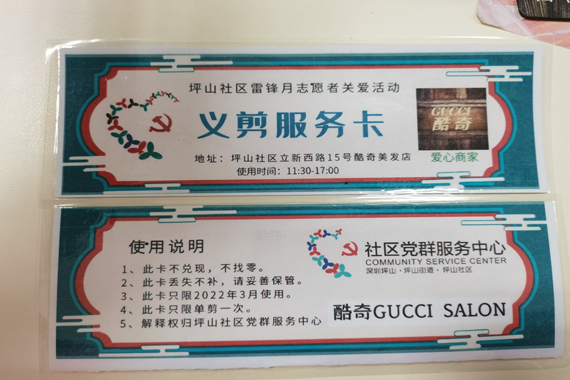 坪山社区雷锋月志愿者关爱活动
义剪服务卡
地址：坪山社区立新西路15号酷奇美发店
使用时间：11:30-17:00
GUCCI
酷奇
爱心商家
使用说明
1、此卡不兑现，不找零。
2、此卡丢失不补，请妥善保管。
3、此卡只限2022年3月使用。
4、此卡只限单剪一次。
5、解释权归坪山社区党群服务中心
社区党群服务中心
COMMUNITY SERVICE CENTER
深圳坪山·坪山街道·坪山社区
酷奇GUCCI SALON